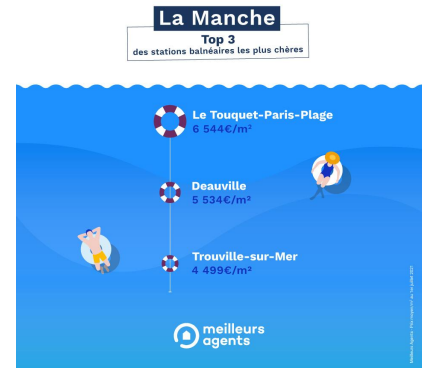 La Manche
Top 3
des stations balnéaires les plus chères
Le Touquet-Paris-Plage
6 544€/m²
Deauville
5 534€/m²
Trouville-sur-Mer
4 499€/m²
meilleurs
agents